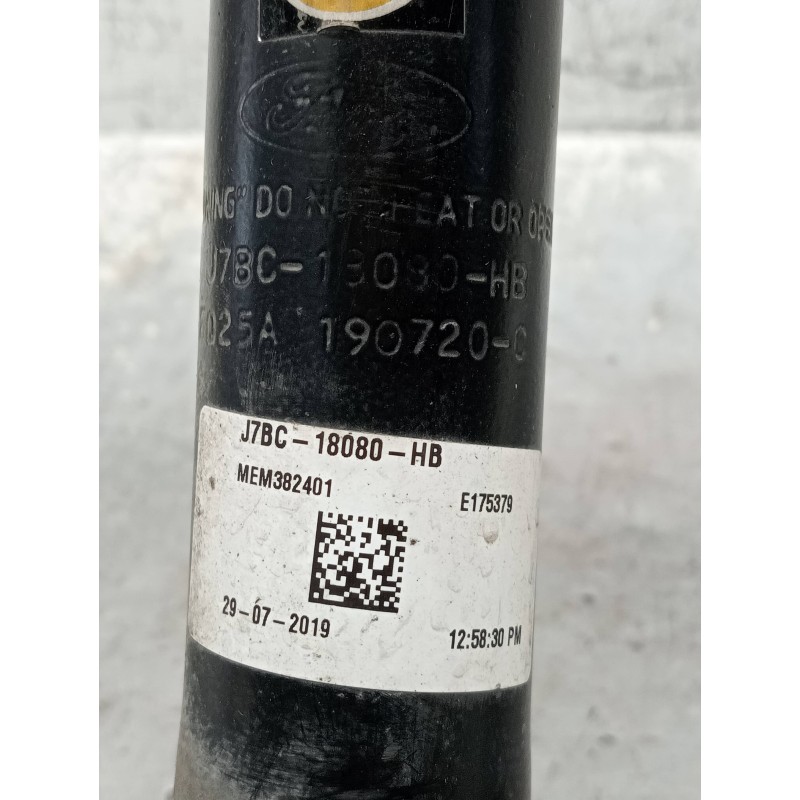 DO NOT HEAT OR
J7BC-18080-HB
025A 190720-C
J7BC-18080-HB
MEM382401
E175379
29-07-2019
12:58:30 PM